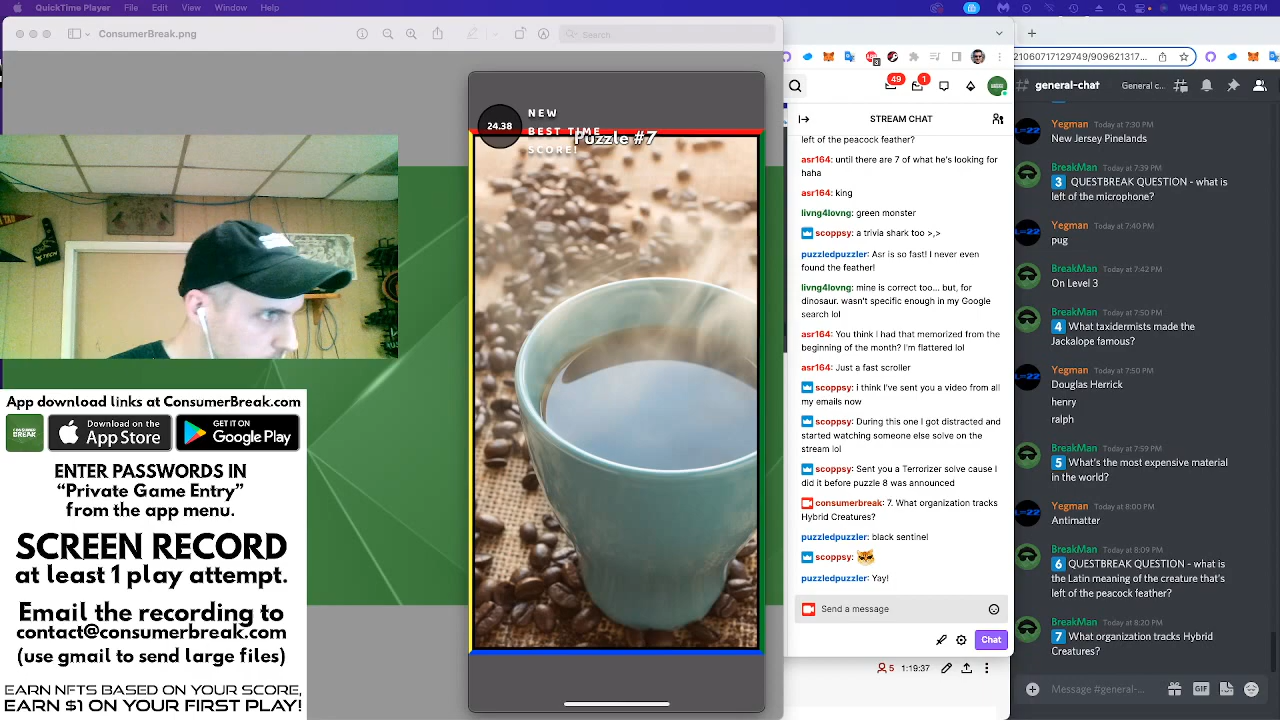 QuickTime Player File Edit View Window Help
Wed Mar 30 8:26 PM
ConsumerBreak.png
Search
24.38
NEW
BEST TIME
SCORE!
Puzzle #7
App download links at ConsumerBreak.com
CONSUMER
BREAK
Download on the
App Store
GET IT ON
Google Play
ENTER PASSWORDS IN
“Private Game Entry”
from the app menu.
SCREEN RECORD
at least 1 play attempt.
Email the recording to
contact@consumerbreak.com
(use gmail to send large files)
EARN NFTS BASED ON YOUR SCORE,
EARN $1 ON YOUR FIRST PLAY!
49
1
STREAM CHAT
left of the peacock feather?
asr164: until there are 7 of what he's looking for
haha
asr164: king
livng4lovng: green monster
scoppsy: a trivia shark too >,>
puzzledpuzzler: Asr is so fast! I never even
found the feather!
livng4lovng: mine is correct too... but, for
dinosaur. wasn't specific enough in my Google
search lol
asr164: You think i had that memorized from the
beginning of the month? I'm flattered lol
asr164: Just a fast scroller
scoppsy: i think I've sent you a video from all
my emails now
scoppsy: During this one I got distracted and
started watching someone else solve on the
stream lol
scoppsy: Sent you a Terrorizer solve cause I
did it before puzzle 8 was announced
consumerbreak: 7. What organization tracks
Hybrid Creatures?
puzzledpuzzler: black sentinel
scoppsy:
puzzledpuzzler: Yay!
Send a message
Chat
5 1:19:37
2106071712974​9/909621317...
general-chat General c...
Yegman Today at 7:30 PM
New Jersey Pinelands
BreakMan Today at 7:39 PM
3 QUESTBREAK QUESTION - what is
left of the microphone?
Yegman Today at 7:40 PM
pug
BreakMan Today at 7:42 PM
On Level 3
BreakMan Today at 7:50 PM
4 What taxidermists made the
Jackalope famous?
Yegman Today at 7:50 PM
Douglas Herrick
henry
ralph
BreakMan Today at 7:59 PM
5 What's the most expensive material
in the world?
Yegman Today at 8:00 PM
Antimatter
BreakMan Today at 8:09 PM
6 QUESTBREAK QUESTION - what is
the Latin meaning of the creature that's
left of the peacock feather?
BreakMan Today at 8:20 PM
7 What organization tracks Hybrid
Creatures?
Message #general-...
GIF